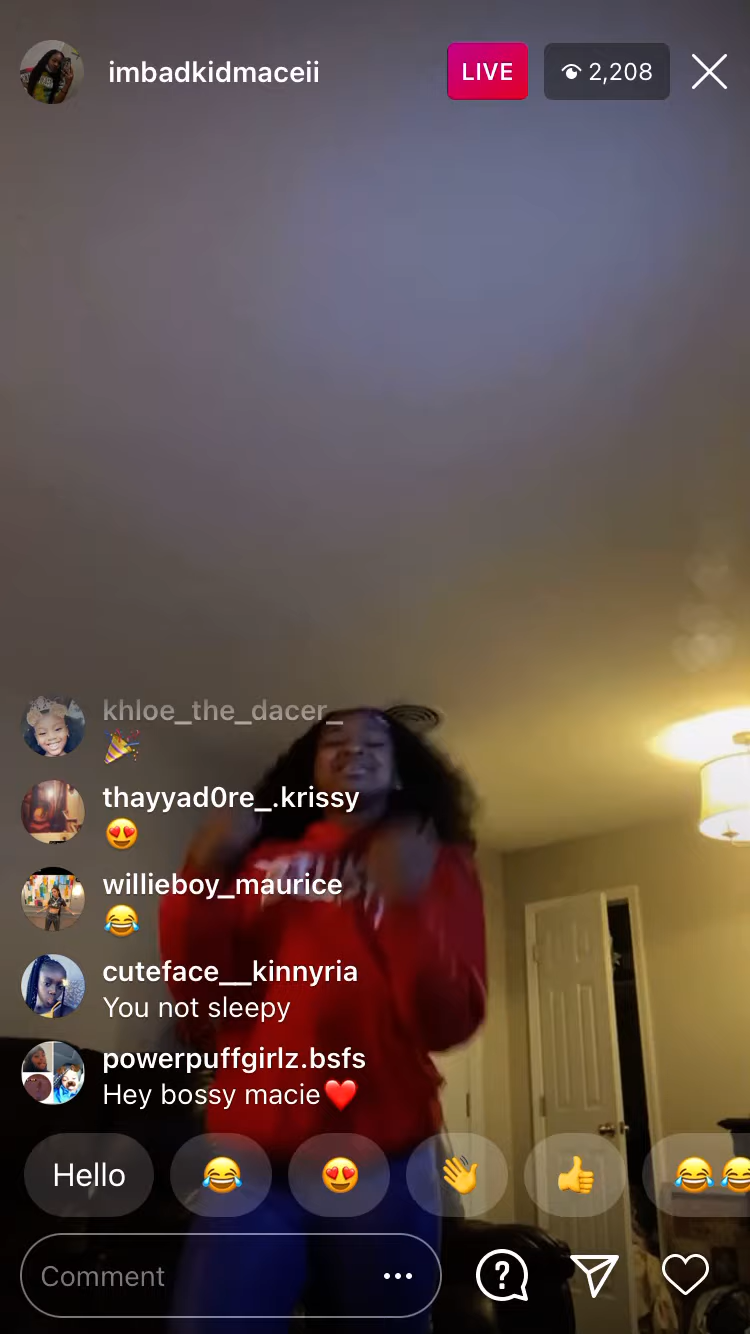 imbadkidmaceii
LIVE
2,208
khloe_the_dacer_
🎉
thayyad0re_.krissy
😍
willieboy_maurice
😂
cuteface__kinnyria
You not sleepy
powerpuffgirlz.bsfs
Hey bossy macie❤️
Hello 😂 😍 👋 👍 😂😂
Comment